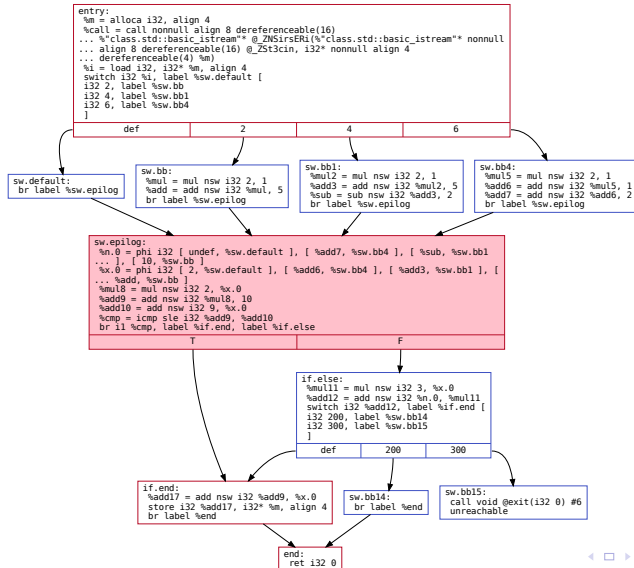 entry:
%m = alloca i32, align 4
%call = call nonnull align 8 dereferenceable(16)
... %"class.std::basic_istream"* @_ZNSirsERi(%"class.std::basic_istream"* nonnull
... align 8 dereferenceable(16) @_ZSt3cin, i32* nonnull align 4
... dereferenceable(4) %m)
%i = load i32, i32* %m, align 4
switch i32 %i, label %sw.default [
i32 2, label %sw.bb
i32 4, label %sw.bb1
i32 6, label %sw.bb4
]
def 2 4 6
sw.default:
br label %sw.epilog
sw.bb:
%mul = mul nsw i32 2, 1
%add = add nsw i32 %mul, 5
br label %sw.epilog
sw.bb1:
%mul2 = mul nsw i32 2, 1
%add3 = add nsw i32 %mul2, 5
%sub = sub nsw i32 %add3, 2
br label %sw.epilog
sw.bb4:
%mul5 = mul nsw i32 2, 1
%add6 = add nsw i32 %mul5, 1
%add7 = add nsw i32 %add6, 2
br label %sw.epilog
sw.epilog:
%n.0 = phi i32 [ undef, %sw.default ], [ %add7, %sw.bb4 ], [ %sub, %sw.bb1
... ], [ 10, %sw.bb ]
%x.0 = phi i32 [ 2, %sw.default ], [ %add6, %sw.bb4 ], [ %add3, %sw.bb1 ], [
... %add, %sw.bb ]
%mul8 = mul nsw i32 2, %x.0
%add9 = add nsw i32 %mul8, 10
%add10 = add nsw i32 9, %x.0
%cmp = icmp sle i32 %add9, %add10
br i1 %cmp, label %if.end, label %if.else
T F
if.else:
%mul11 = mul nsw i32 3, %x.0
%add12 = add nsw i32 %n.0, %mul11
switch i32 %add12, label %if.end [
i32 200, label %sw.bb14
i32 300, label %sw.bb15
]
def 200 300
if.end:
%add17 = add nsw i32 %add9, %x.0
store i32 %add17, i32* %m, align 4
br label %end
sw.bb14:
br label %end
sw.bb15:
call void @exit(i32 0) #6
unreachable
end:
ret i32 0